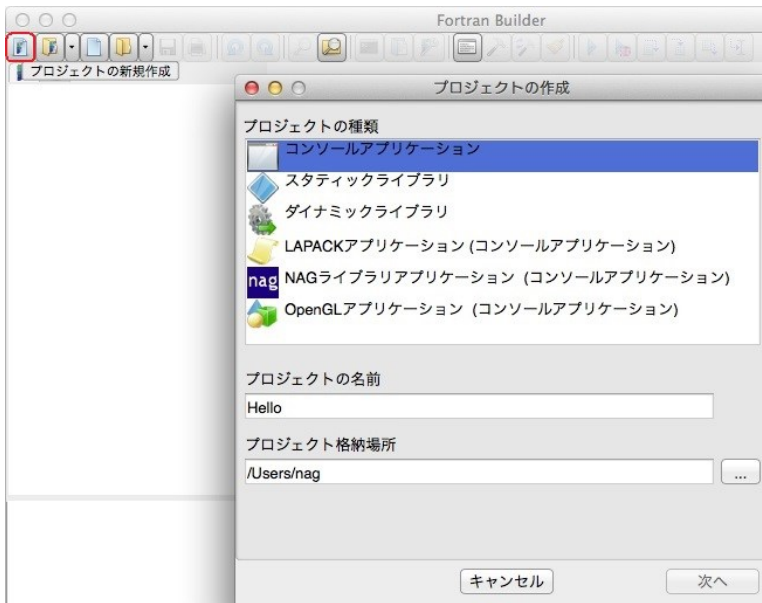 Fortran Builder
プロジェクトの新規作成
プロジェクトの作成
プロジェクトの種類
コンソールアプリケーション
スタティックライブラリ
ダイナミックライブラリ
LAPACKアプリケーション (コンソールアプリケーション)
nag NAGライブラリアプリケーション (コンソールアプリケーション)
OpenGLアプリケーション (コンソールアプリケーション)
プロジェクトの名前
Hello
プロジェクト格納場所
/Users/nag
...
キャンセル 次へ